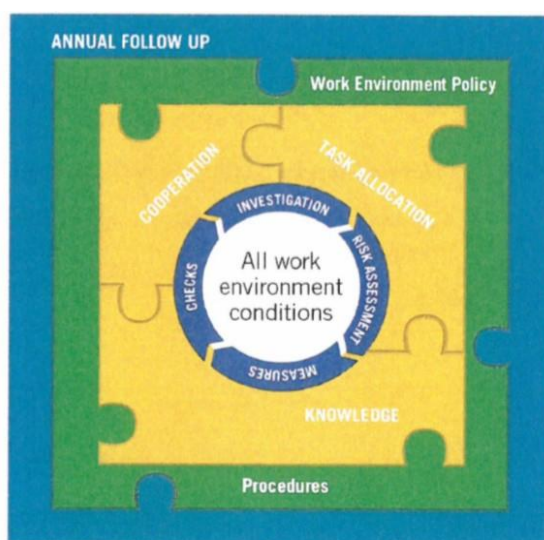 ANNUAL FOLLOW UP
Work Environment Policy
COOPERATION
TASK ALLOCATION
INVESTIGATION
RISK ASSESSMENT
MEASURES
CHECKS
All work
environment
conditions
KNOWLEDGE
Procedures